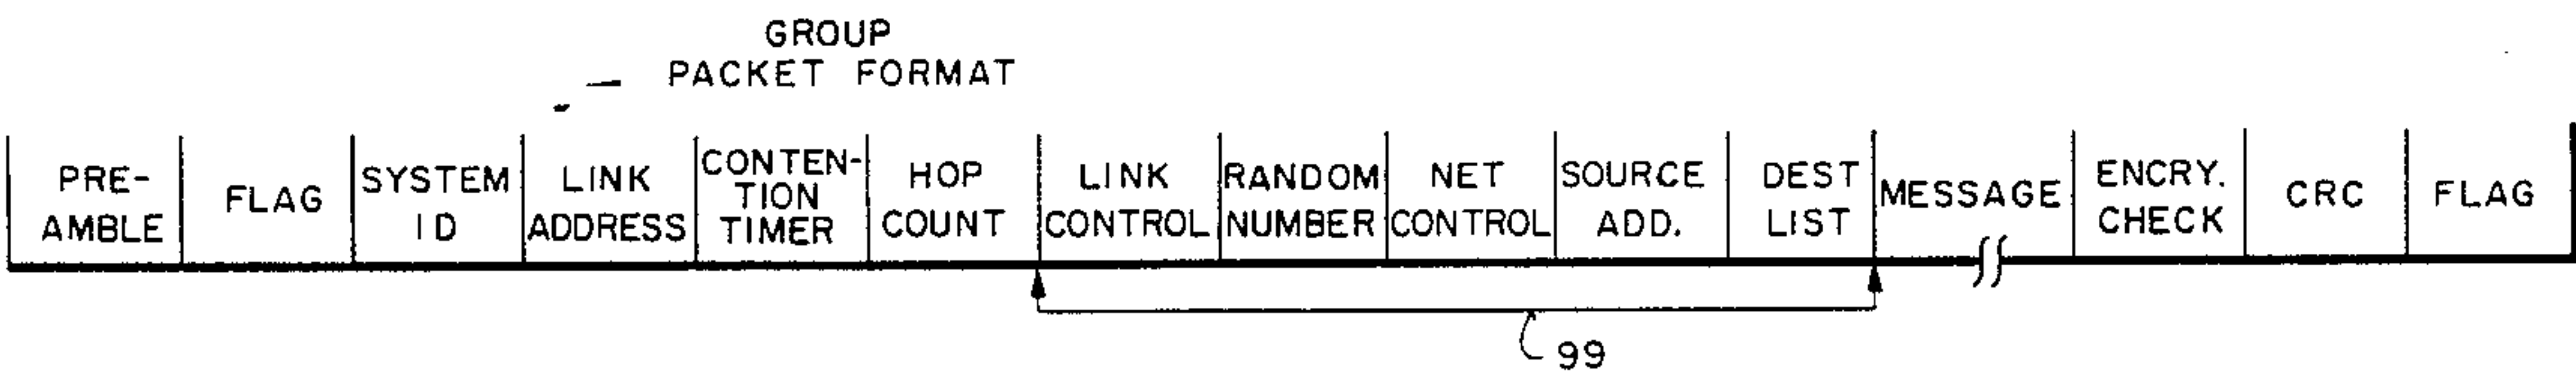 GROUP
PACKET FORMAT
PRE-
AMBLE
FLAG
SYSTEM
ID
LINK
ADDRESS
CONTEN-
TION
TIMER
HOP
COUNT
LINK
CONTROL
RANDOM
NUMBER
NET
CONTROL
SOURCE
ADD.
DEST
LIST
MESSAGE
ENCRY.
CHECK
CRC
FLAG
99